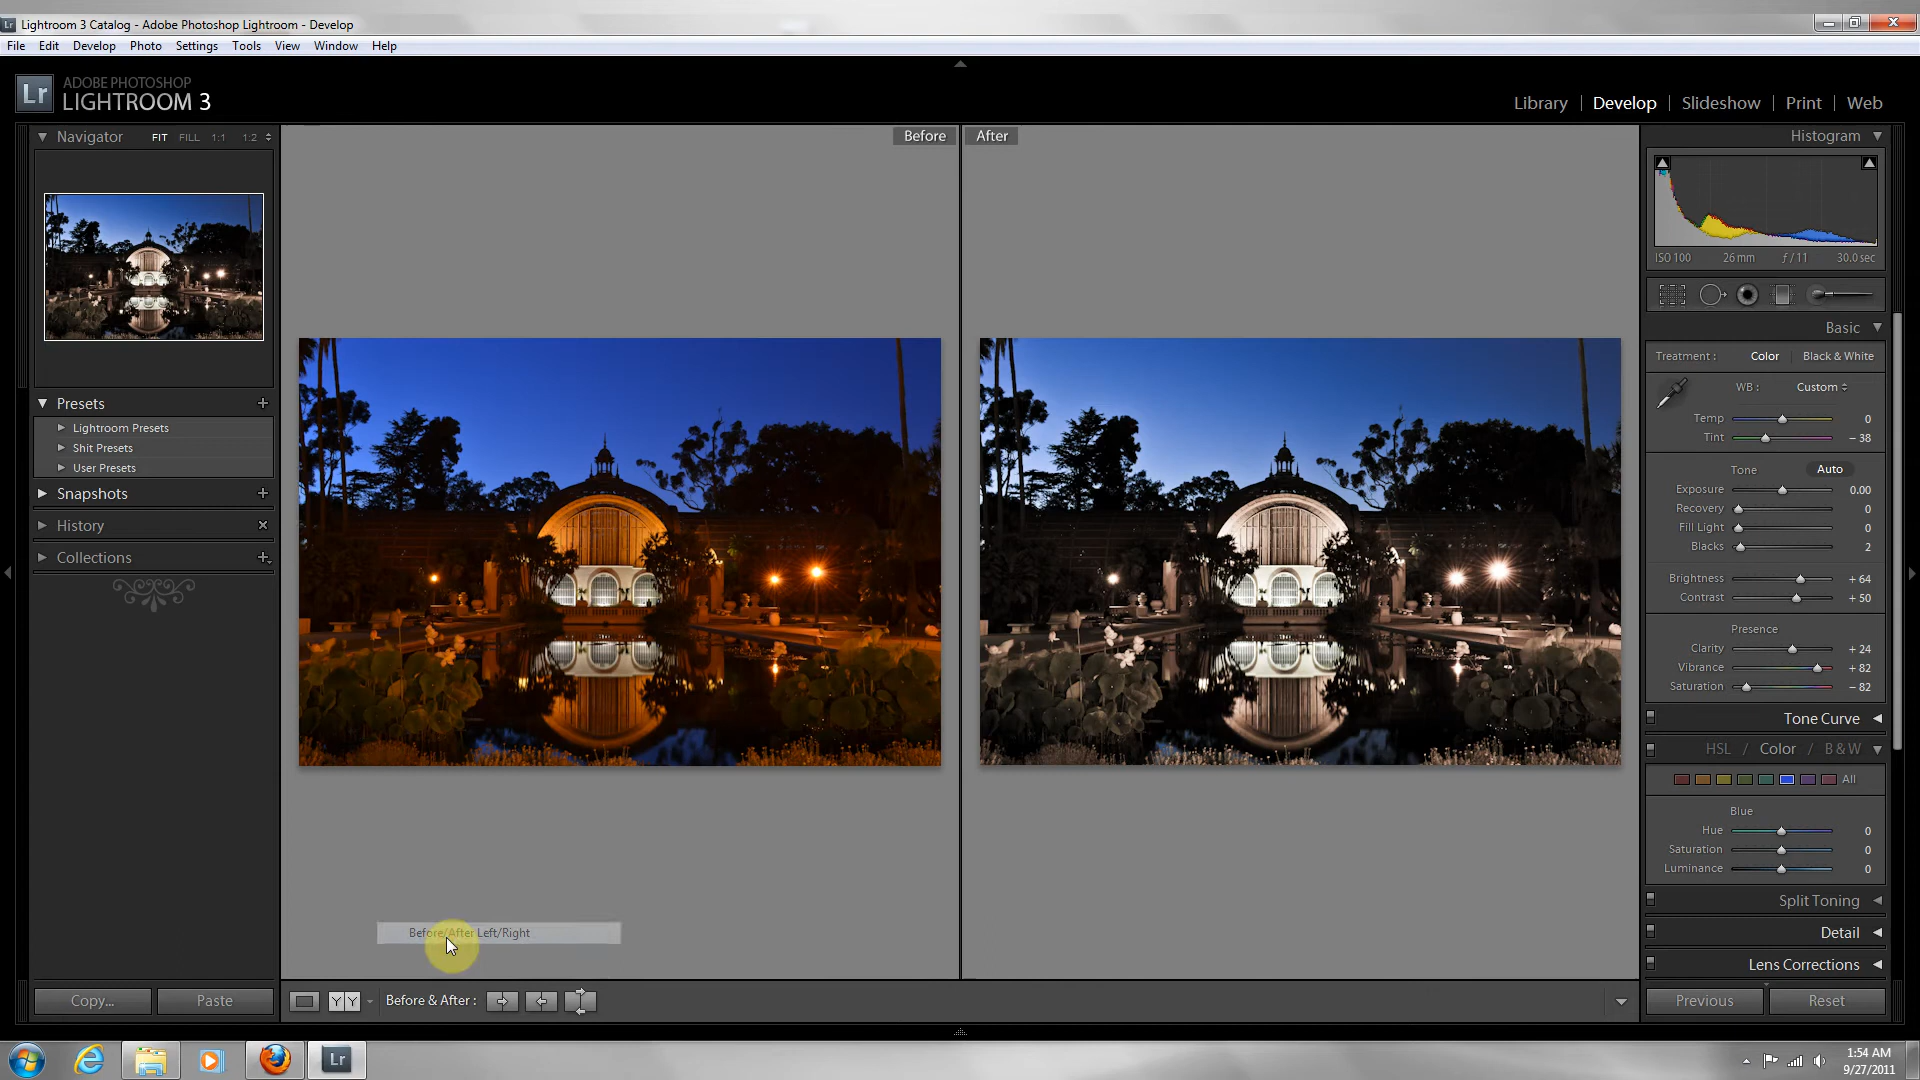 Lightroom 3 Catalog - Adobe Photoshop Lightroom - Develop
File Edit Develop Photo Settings Tools View Window Help
Lr ADOBE PHOTOSHOP
LIGHTROOM 3
Library | Develop | Slideshow | Print | Web
Navigator FIT FILL 1:1 1:2
Before
After
Histogram
ISO 100 26 mm ƒ / 11 30.0 sec
Basic
Treatment : Color Black & White
WB : Custom
Temp 0
Tint - 38
Tone Auto
Exposure 0.00
Recovery 0
Fill Light 0
Blacks 2
Brightness + 64
Contrast + 50
Presence
Clarity + 24
Vibrance + 82
Saturation - 82
Tone Curve
HSL / Color / B & W
All
Blue
Hue 0
Saturation 0
Luminance 0
Split Toning
Detail
Lens Corrections
Previous Reset
Presets +
Lightroom Presets
Shit Presets
User Presets
Snapshots +
History ×
Collections +
Before/After Left/Right
Copy... Paste
YY Before & After :
Lr
1:54 AM
9/27/2011